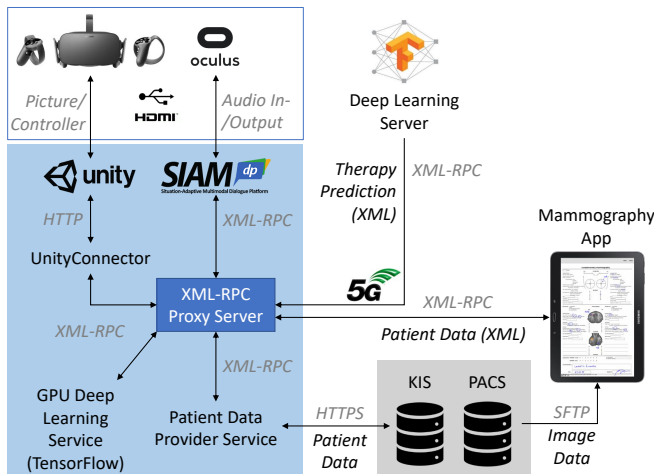 oculus
Picture/
Controller
HDMI
Audio In-
/Output
Deep Learning
Server
unity
SIAM dp
Situation-Adaptive Multimodal Dialogue Platform
Therapy
Prediction
(XML)
XML-RPC
HTTP
XML-RPC
UnityConnector
Mammography
App
5G
XML-RPC
Proxy Server
XML-RPC
Patient Data (XML)
XML-RPC
XML-RPC
GPU Deep
Learning
Service
(TensorFlow)
Patient Data
Provider Service
HTTPS
Patient
Data
KIS
PACS
SFTP
Image
Data